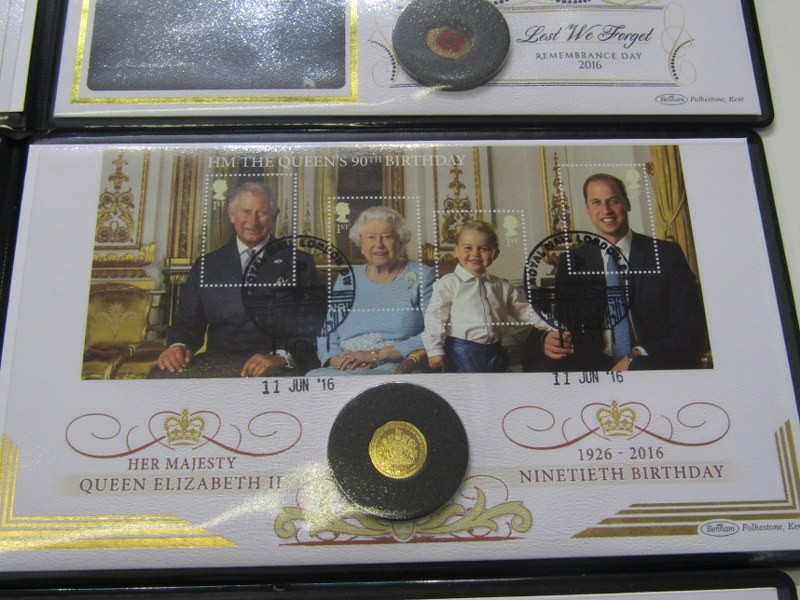 Lest We Forget
REMEMBRANCE DAY
2016
Benham Folkestone, Kent
HM THE QUEEN'S 90TH BIRTHDAY
1st
1st
1st
1st
11 JUN '16
11 JUN '16
HER MAJESTY
QUEEN ELIZABETH II
1926 - 2016
NINETIETH BIRTHDAY
Benham Folkestone, Kent